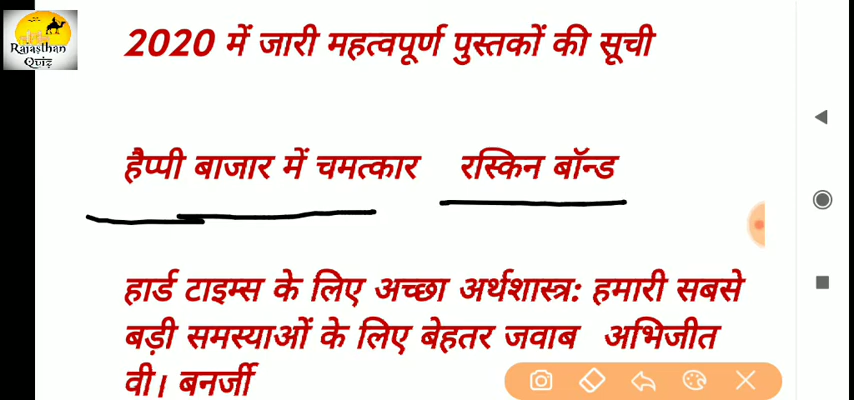 Rajasthan
Quiz
2020 में जारी महत्वपूर्ण पुस्तकों की सूची
हैप्पी बाजार में चमत्कार रस्किन बॉन्ड
हार्ड टाइम्स के लिए अच्छा अर्थशास्त्र: हमारी सबसे
बड़ी समस्याओं के लिए बेहतर जवाब अभिजीत
वी। बनर्जी